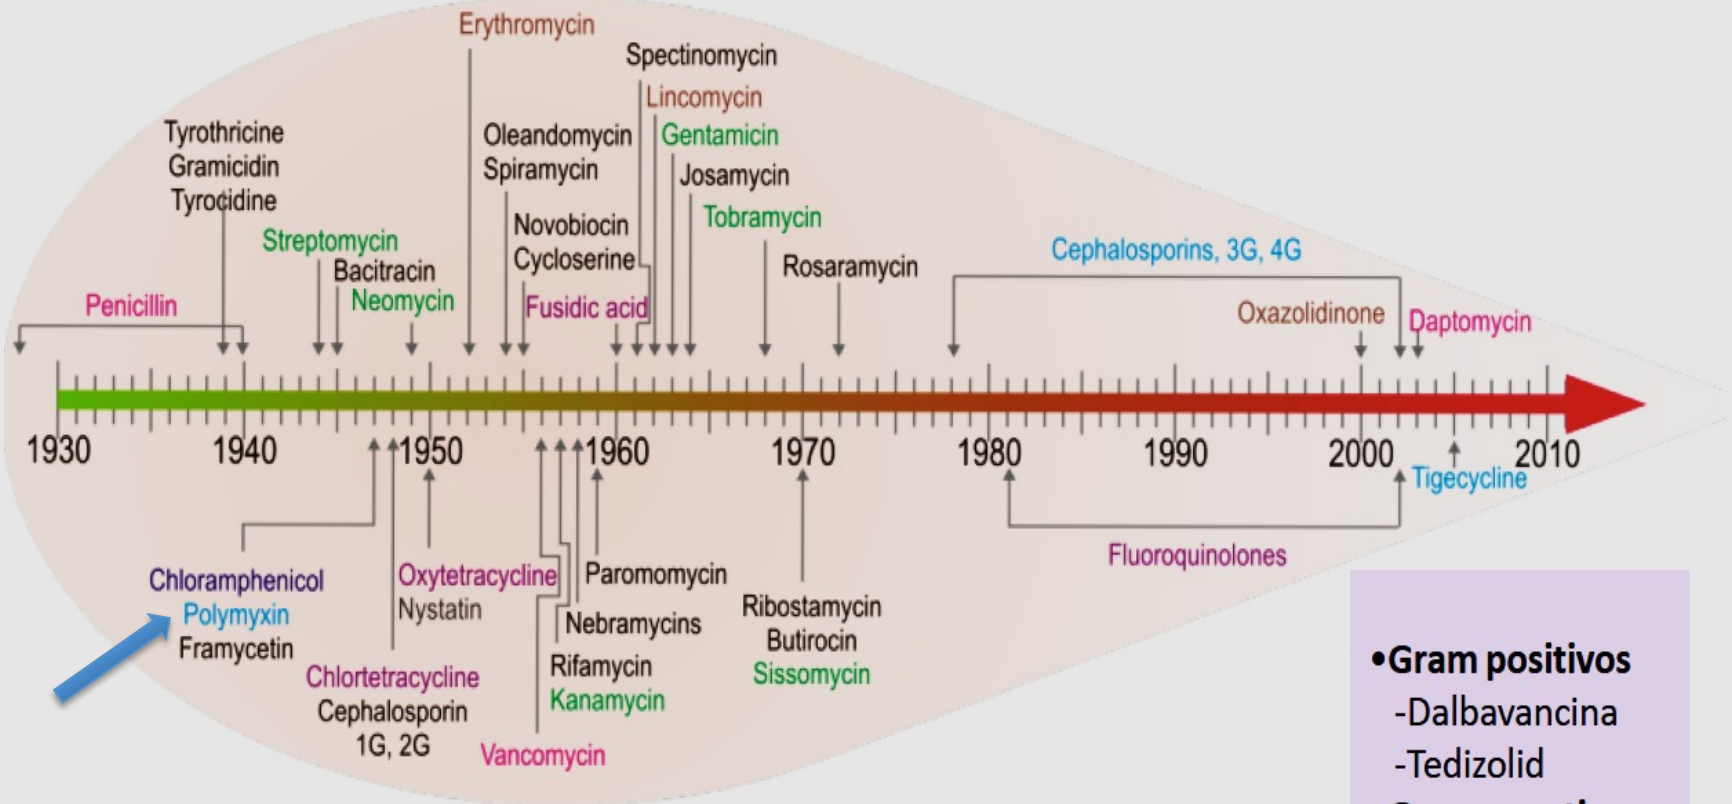 Erythromycin
Spectinomycin
Lincomycin
Tyrothricine
Gramicidin
Tyrocidine
Oleandomycin
Spiramycin
Gentamicin
Josamycin
Streptomycin
Bacitracin
Neomycin
Novobiocin
Cycloserine
Tobramycin
Rosaramycin
Cephalosporins, 3G, 4G
Penicillin
Fusidic acid
Oxazolidinone
Daptomycin
1930 1940 1950 1960 1970 1980 1990 2000 2010
Tigecycline
Chloramphenicol
Polymyxin
Framycetin
Oxytetracycline
Nystatin
Paromomycin
Nebramycins
Ribostamycin
Butirocin
Sissomycin
Fluoroquinolones
Chlortetracycline
Cephalosporin
1G, 2G
Rifamycin
Kanamycin
Vancomycin
•Gram positivos
-Dalbavancina
-Tedizolid